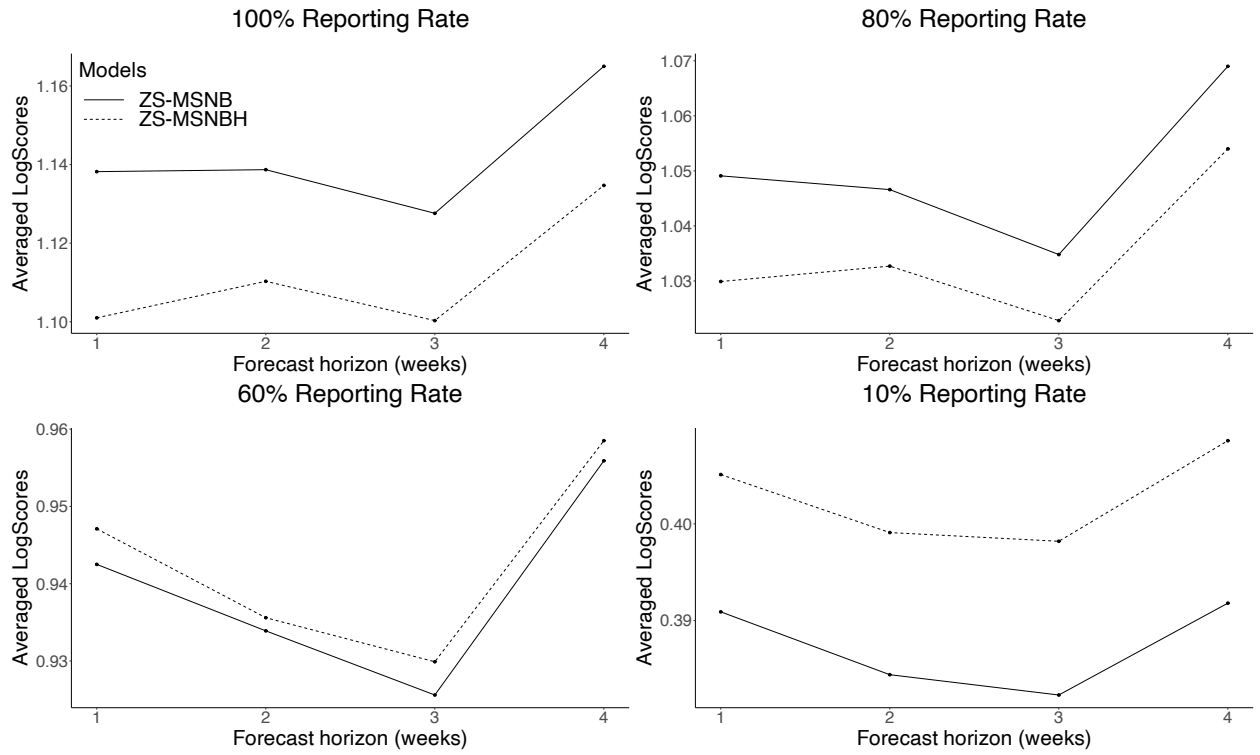 100% Reporting Rate
Averaged LogScores
1.16
1.14
1.12
1.10
Models
ZS-MSNB
ZS-MSNBH
1 2 3 4
Forecast horizon (weeks)
80% Reporting Rate
Averaged LogScores
1.07
1.06
1.05
1.04
1.03
1 2 3 4
Forecast horizon (weeks)
60% Reporting Rate
Averaged LogScores
0.96
0.95
0.94
0.93
1 2 3 4
Forecast horizon (weeks)
10% Reporting Rate
Averaged LogScores
0.40
0.39
1 2 3 4
Forecast horizon (weeks)